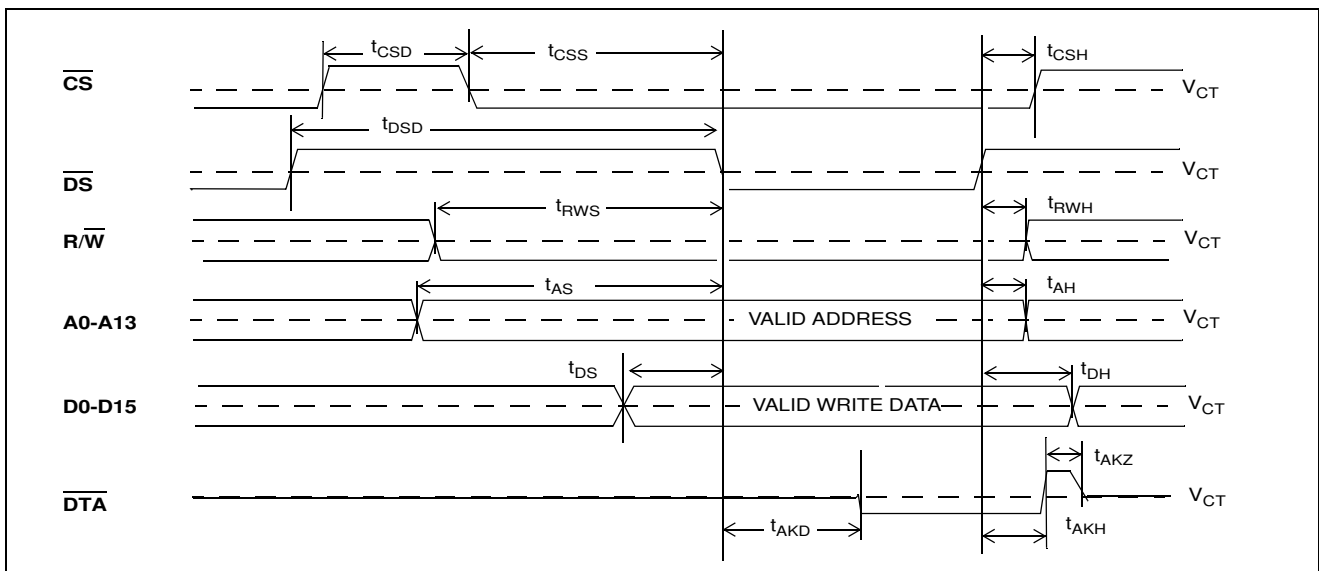 tCSD
tCSS
tCSH
CS
VCT
tDSD
DS
VCT
tRWS
tRWH
R/W
VCT
tAS
tAH
A0-A13
VALID ADDRESS
VCT
tDS
tDH
D0-D15
VALID WRITE DATA
VCT
tAKZ
DTA
VCT
tAKD
tAKH